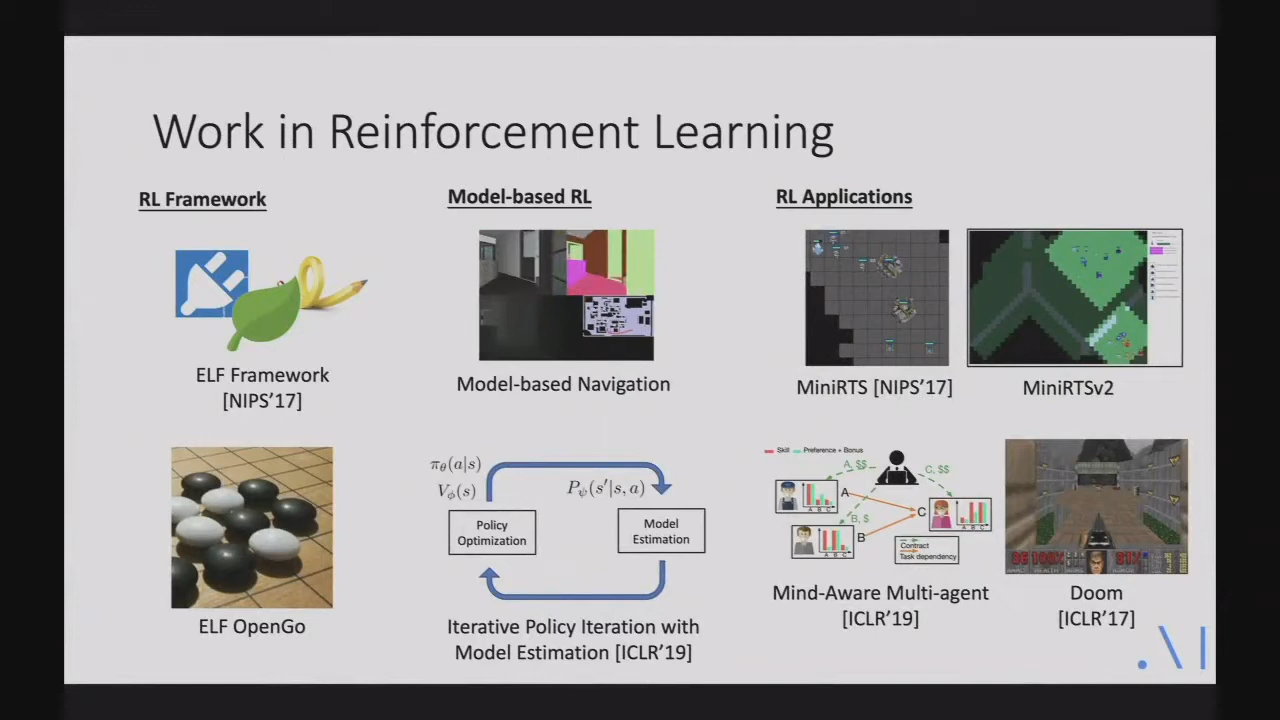 Work in Reinforcement Learning
RL Framework
ELF Framework
[NIPS'17]
ELF OpenGo
Model-based RL
Model-based Navigation
πθ(a|s)
Vϕ(s)
Pψ(s′|s, a)
Policy
Optimization
Model
Estimation
Iterative Policy Iteration with
Model Estimation [ICLR'19]
RL Applications
MiniRTS [NIPS'17]
MiniRTSv2
Skill
Preference + Bonus
A, $$
C, $$
B, $
A
B
C
A B C
A B C
A B C
Contract
Task dependency
Mind-Aware Multi-agent
[ICLR'19]
Doom
[ICLR'17]
.AI